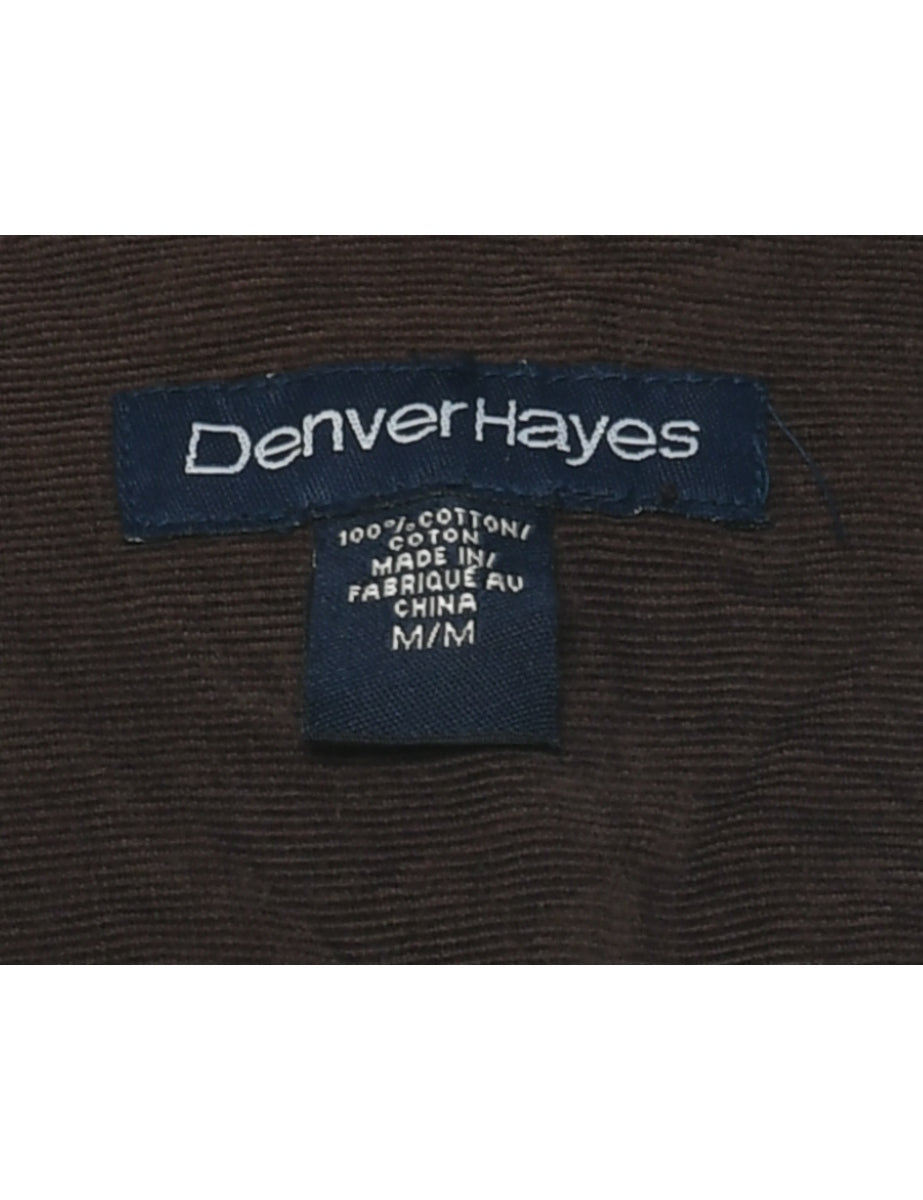 DenverHayes
100% COTTON/
COTON
MADE IN/
FABRIQUÉ AU
CHINA
M/M